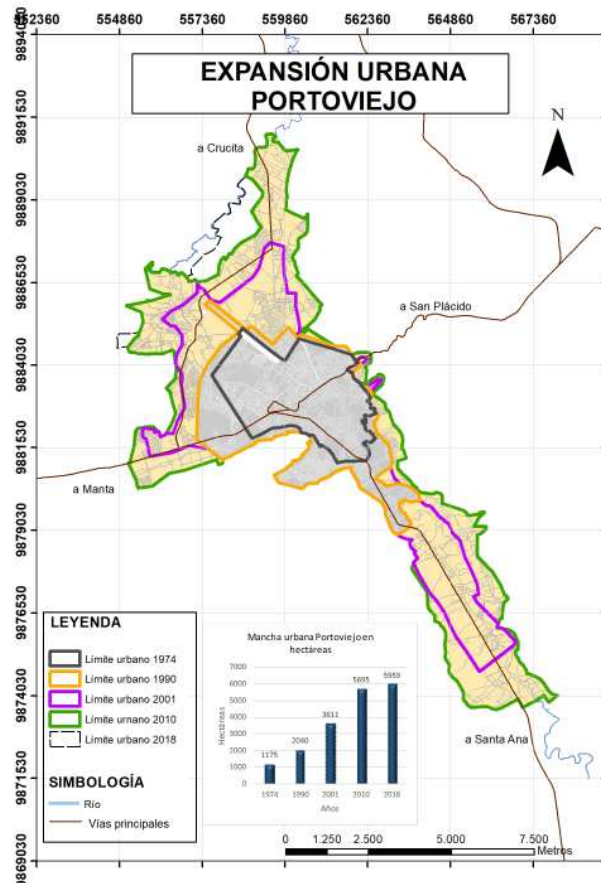 552360 554860 557360 559860 562360 564860 567360
9894030
9891530
9889030
9886530
9884030
9881530
9879030
9876530
9874030
9871530
9869030
EXPANSIÓN URBANA
PORTOVIEJO
N
a Crucita
a San Plácido
a Manta
a Santa Ana
LEYENDA
Límite urbano 1974
Límite urbano 1990
Límite urbano 2001
Límite urnano 2010
Límite urbano 2018
SIMBOLOGÍA
Río
Vías principales
Mancha urbana Portoviejo en
hectáreas
Hectáreas
7000
6000
5000
4000
3000
2000
1000
0
1175
2040
3611
5695
5950
1974 1990 2001 2010 2018
Años
0 1.250 2.500 5.000 7.500
Metros